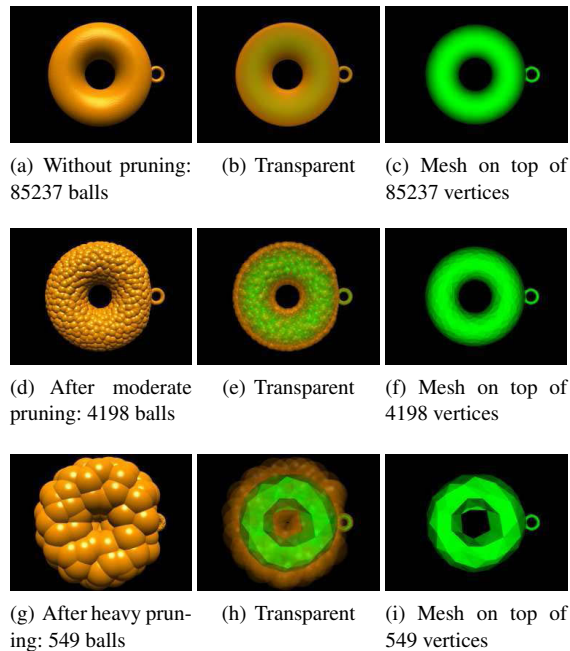 (a) Without pruning:
85237 balls
(b) Transparent
(c) Mesh on top of
85237 vertices
(d) After moderate
pruning: 4198 balls
(e) Transparent
(f) Mesh on top of
4198 vertices
(g) After heavy prun-
ing: 549 balls
(h) Transparent
(i) Mesh on top of
549 vertices